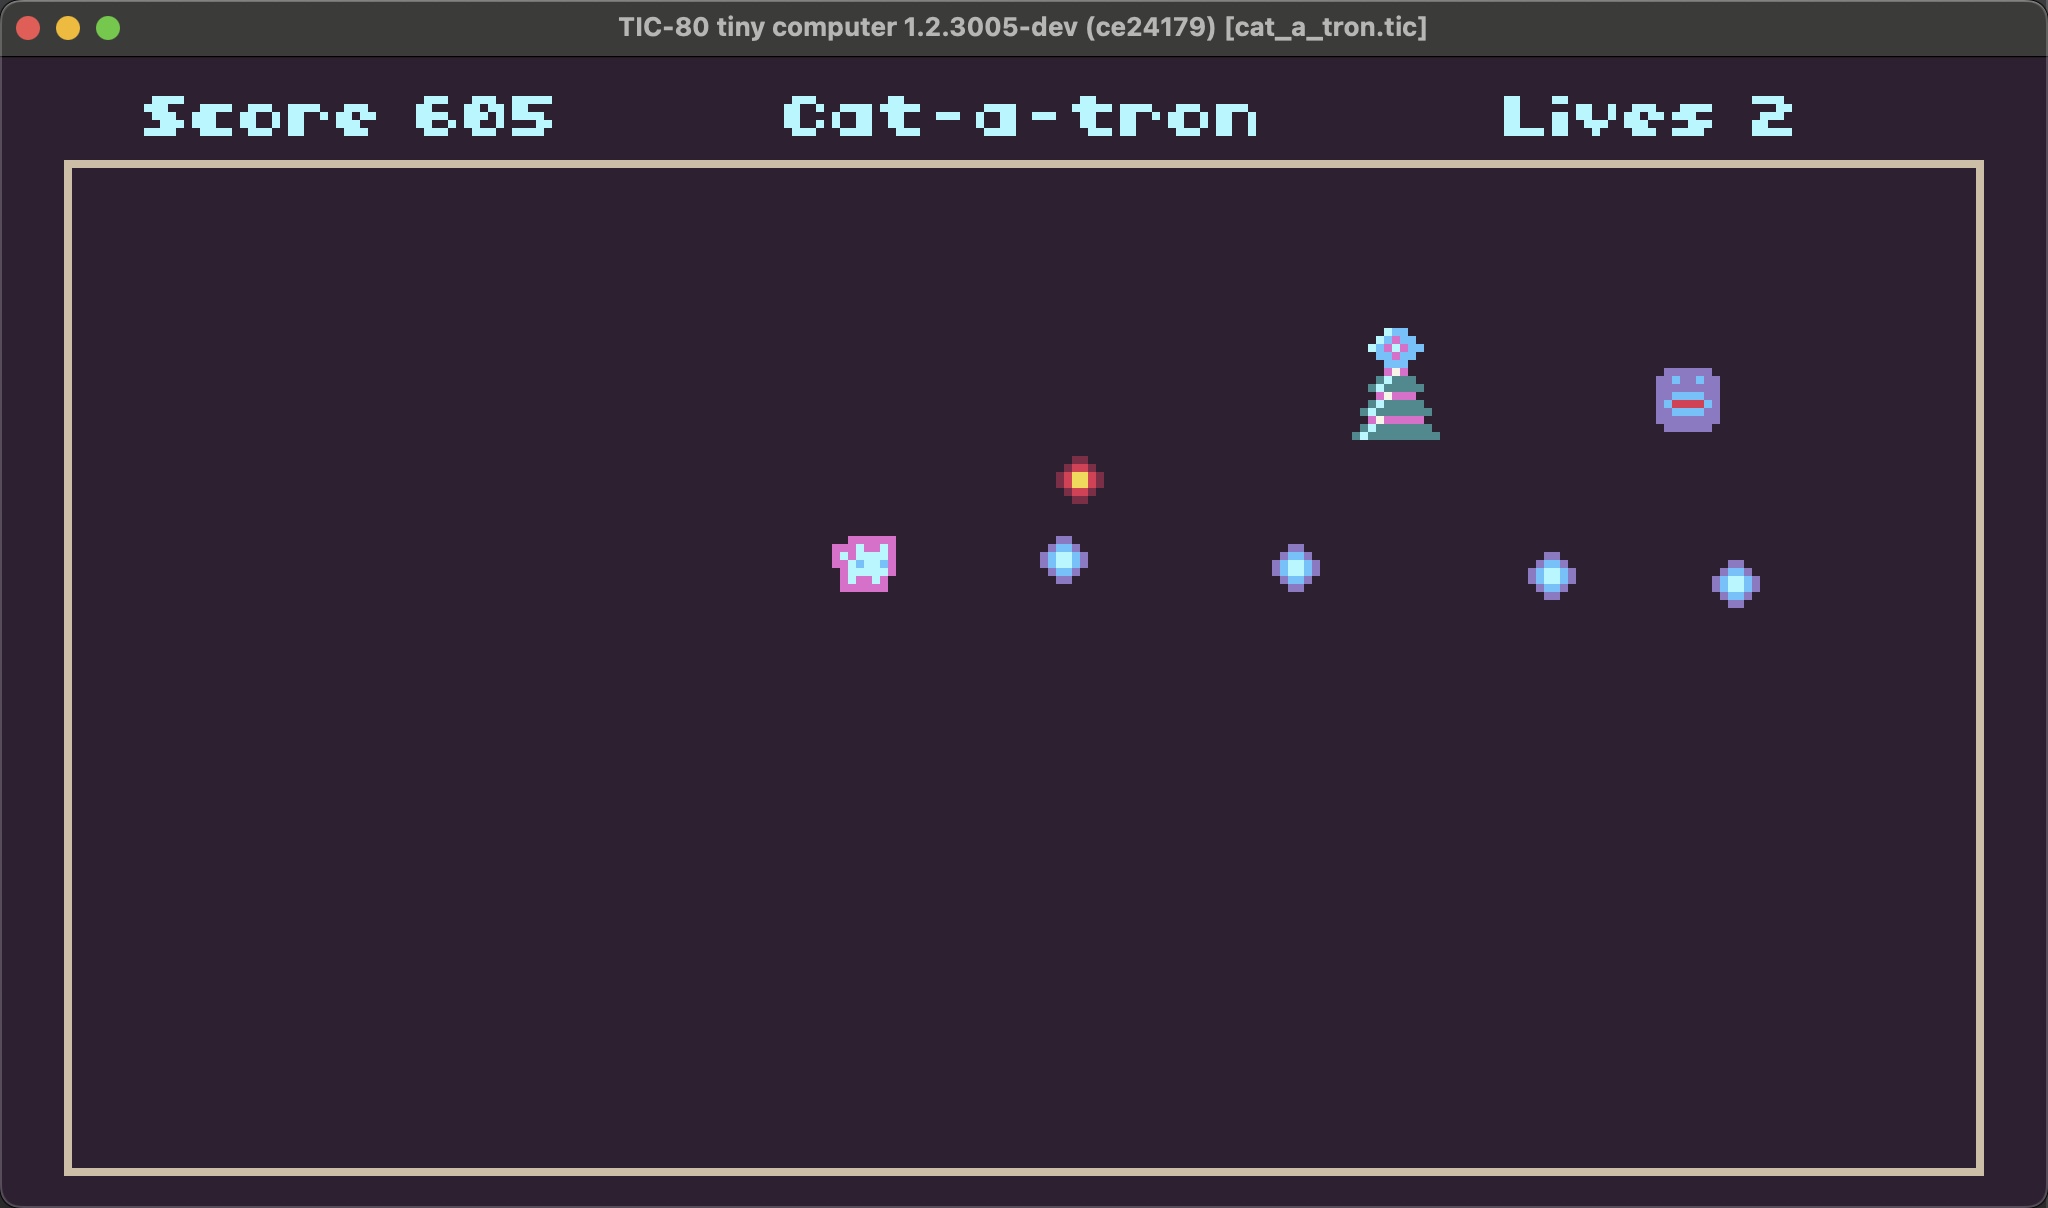 TIC-80 tiny computer 1.2.3005-dev (ce24179) [cat_a_tron.tic]
Score 605 Cat-a-tron Lives 2